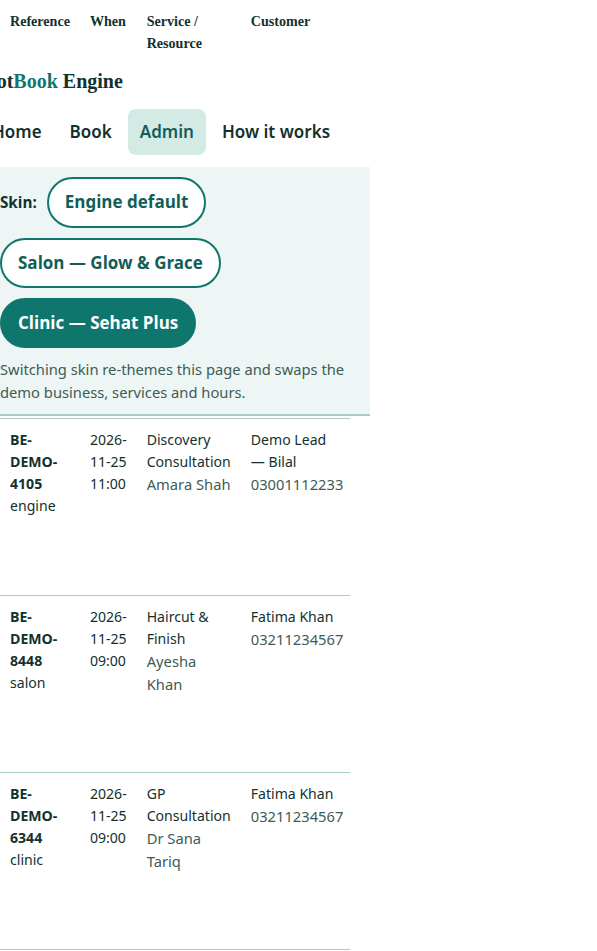 Reference When Service / Customer
Resource
otBook Engine
Home Book Admin How it works
Skin: Engine default
Salon — Glow & Grace
Clinic — Sehat Plus
Switching skin re-themes this page and swaps the
demo business, services and hours.
BE- 2026- Discovery Demo Lead
DEMO- 11-25 Consultation — Bilal
4105 11:00 Amara Shah 03001112233
engine
BE- 2026- Haircut & Fatima Khan
DEMO- 11-25 Finish 03211234567
8448 09:00 Ayesha
salon Khan
BE- 2026- GP Fatima Khan
DEMO- 11-25 Consultation 03211234567
6344 09:00 Dr Sana
clinic Tariq